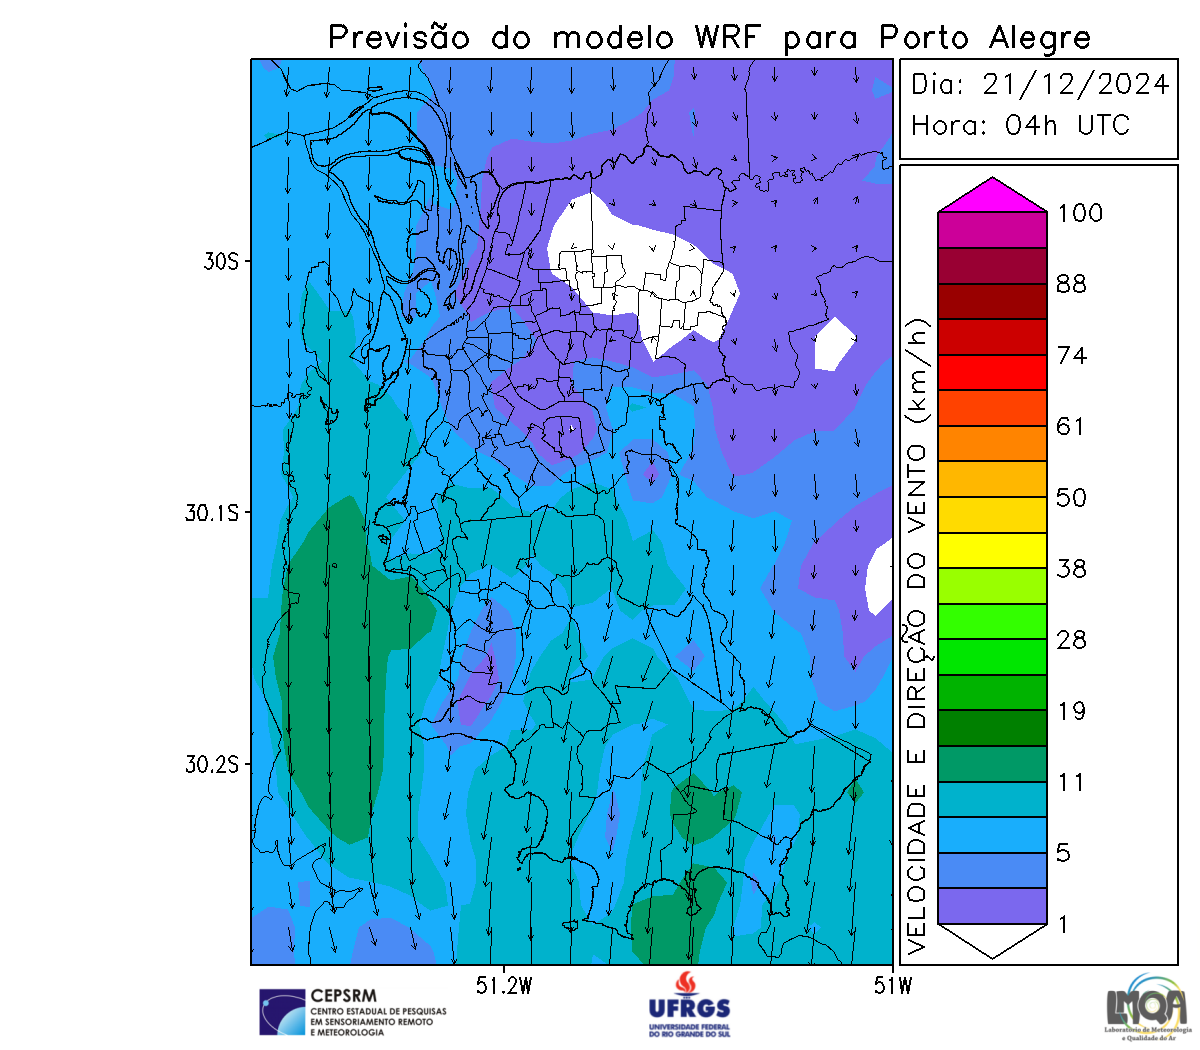 Previsão do modelo WRF para Porto Alegre
Dia: 21/12/2024
Hora: 04h UTC
30S
30.1S
30.2S
51.2W
51W
VELOCIDADE E DIREÇÃO DO VENTO (km/h)
100
88
74
61
50
38
28
19
11
5
1
CEPSRM
CENTRO ESTADUAL DE PESQUISAS
EM SENSORIAMENTO REMOTO
E METEOROLOGIA
UFRGS
UNIVERSIDADE FEDERAL
DO RIO GRANDE DO SUL
LMQA
Laboratório de Meteorologia
e Qualidade do Ar